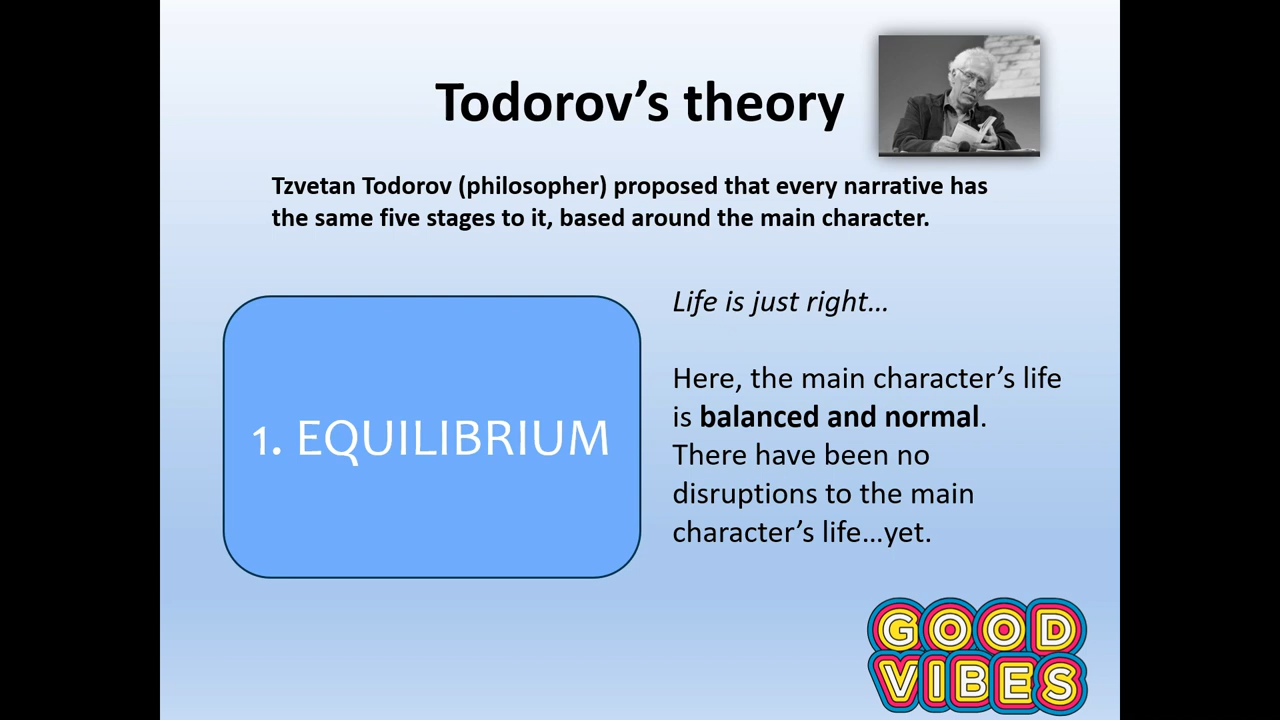 Todorov’s theory
Tzvetan Todorov (philosopher) proposed that every narrative has
the same five stages to it, based around the main character.
1. EQUILIBRIUM
Life is just right…
Here, the main character’s life
is balanced and normal.
There have been no
disruptions to the main
character’s life…yet.
GOOD
VIBES